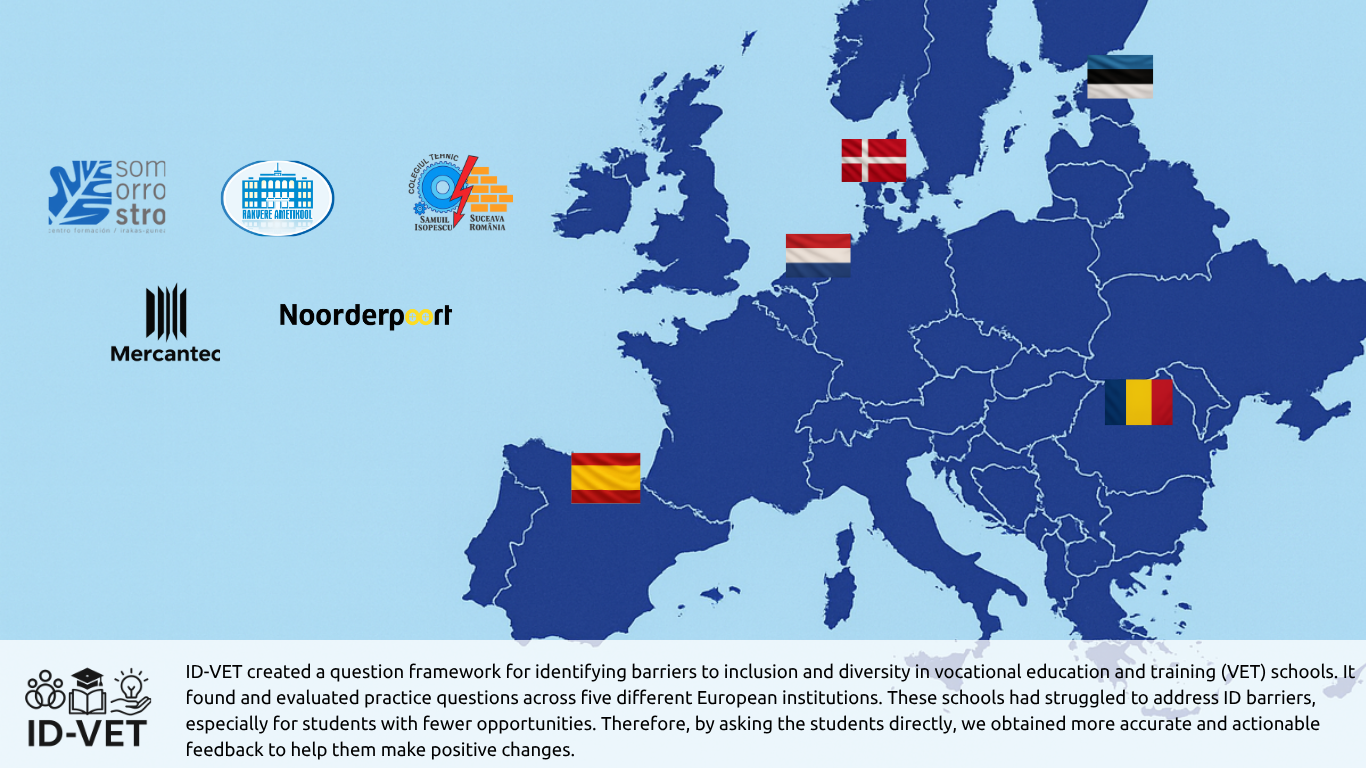 som
orro
stro
centro formación / irakas-gunea
RAKVERE AMETIKOOL
COLEGIUL TEHNIC
SAMUIL
ISOPESCU
SUCEAVA
ROMÂNIA
Mercantec
Noorderpoort
ID-VET
ID-VET created a question framework for identifying barriers to inclusion and diversity in vocational education and training (VET) schools. It
found and evaluated practice questions across five different European institutions. These schools had struggled to address ID barriers,
especially for students with fewer opportunities. Therefore, by asking the students directly, we obtained more accurate and actionable
feedback to help them make positive changes.